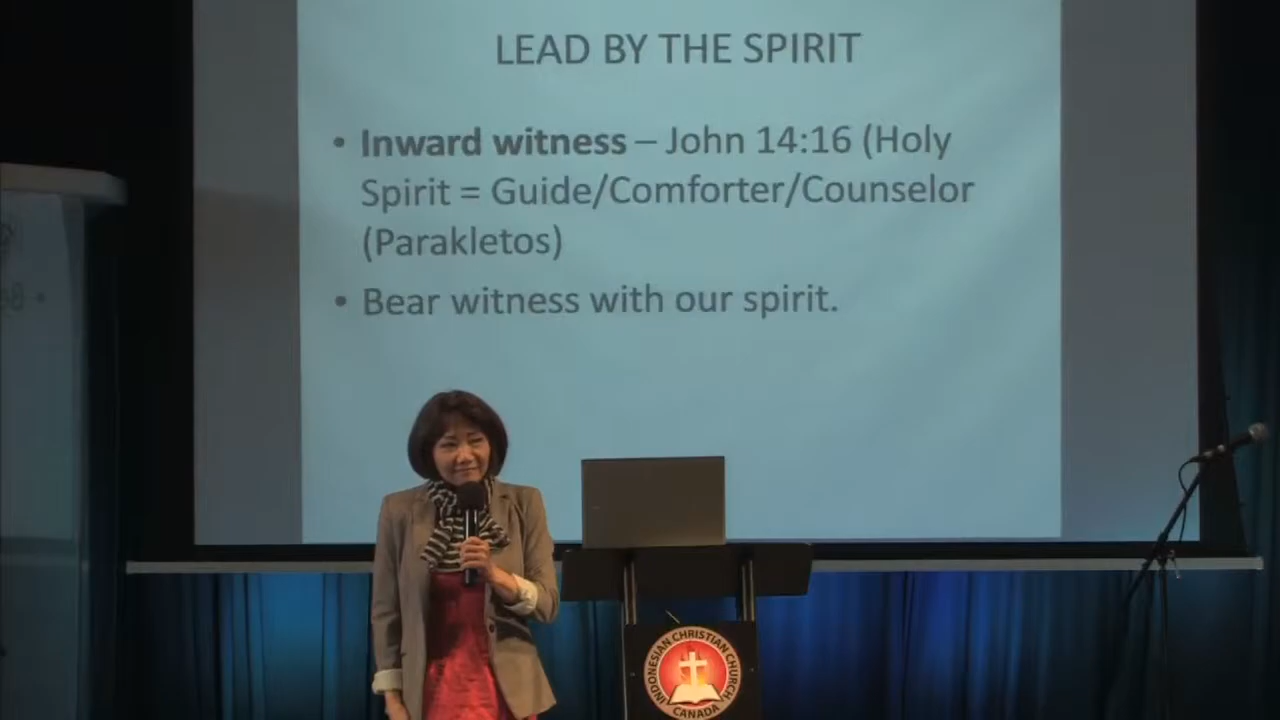 LEAD BY THE SPIRIT
• Inward witness – John 14:16 (Holy
Spirit = Guide/Comforter/Counselor
(Parakletos)
• Bear witness with our spirit.
INDONESIAN CHRISTIAN CHURCH
CANADA